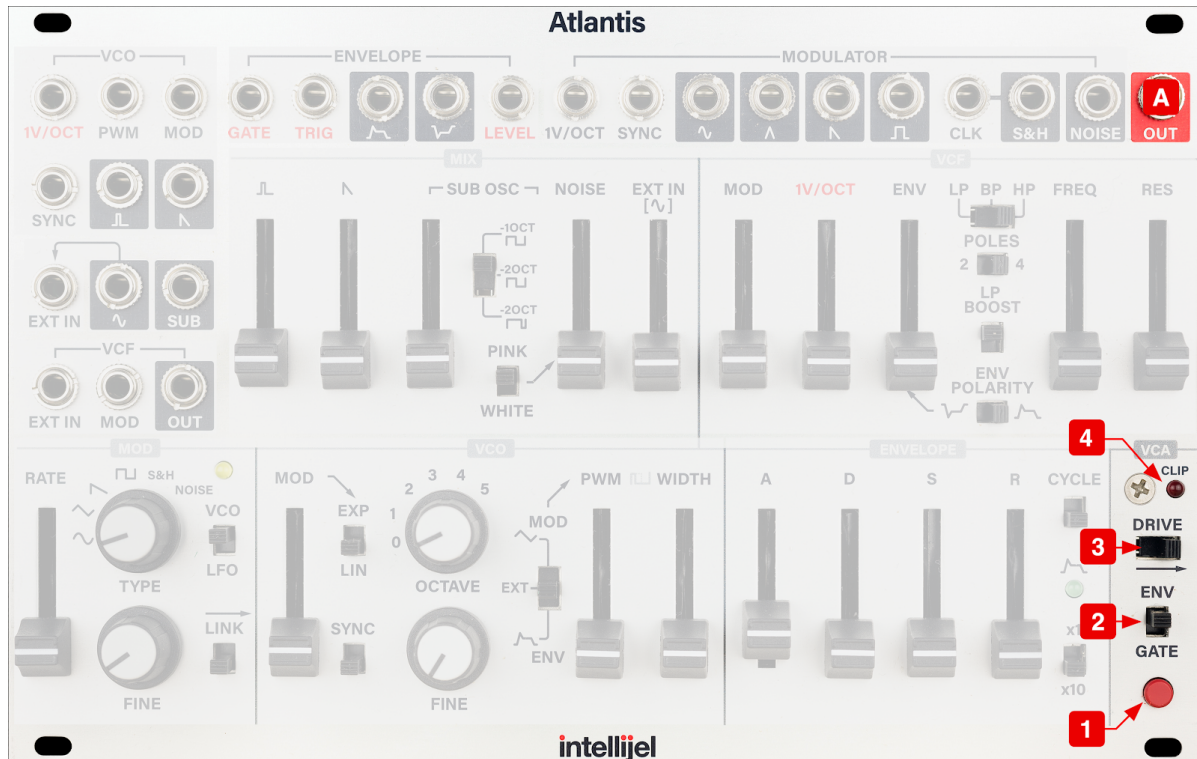 Atlantis
VCO
ENVELOPE
MODULATOR
1V/OCT PWM MOD
GATE TRIG LEVEL
1V/OCT SYNC CLK S&H NOISE
A
OUT
SYNC
EXT IN SUB
VCF
EXT IN MOD OUT
MIX
SUB OSC NOISE EXT IN
-1OCT
-2OCT
-2OCT
PINK
WHITE
VCF
MOD 1V/OCT ENV LP BP HP FREQ RES
POLES
2 4
LP
BOOST
ENV
POLARITY
MOD
RATE
S&H
NOISE
VCO
LFO
TYPE
LINK
FINE
VCO
MOD
EXP
LIN
SYNC
0 1 2 3 4 5
OCTAVE
FINE
PWM WIDTH
MOD
EXT
ENV
ENVELOPE
A D S R CYCLE
x1
x10
VCA
4
CLIP
DRIVE
3
ENV
2
GATE
1
intellijel